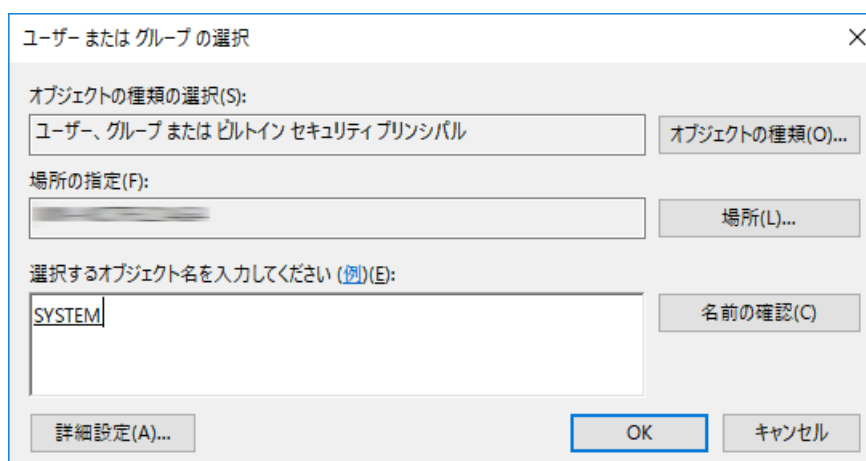 ユーザー または グループ の選択
オブジェクトの種類の選択(S):
ユーザー、グループ または ビルトイン セキュリティ プリンシパル
オブジェクトの種類(O)...
場所の指定(F):
場所(L)...
選択するオブジェクト名を入力してください (例)(E):
SYSTEM
名前の確認(C)
詳細設定(A)...
OK
キャンセル